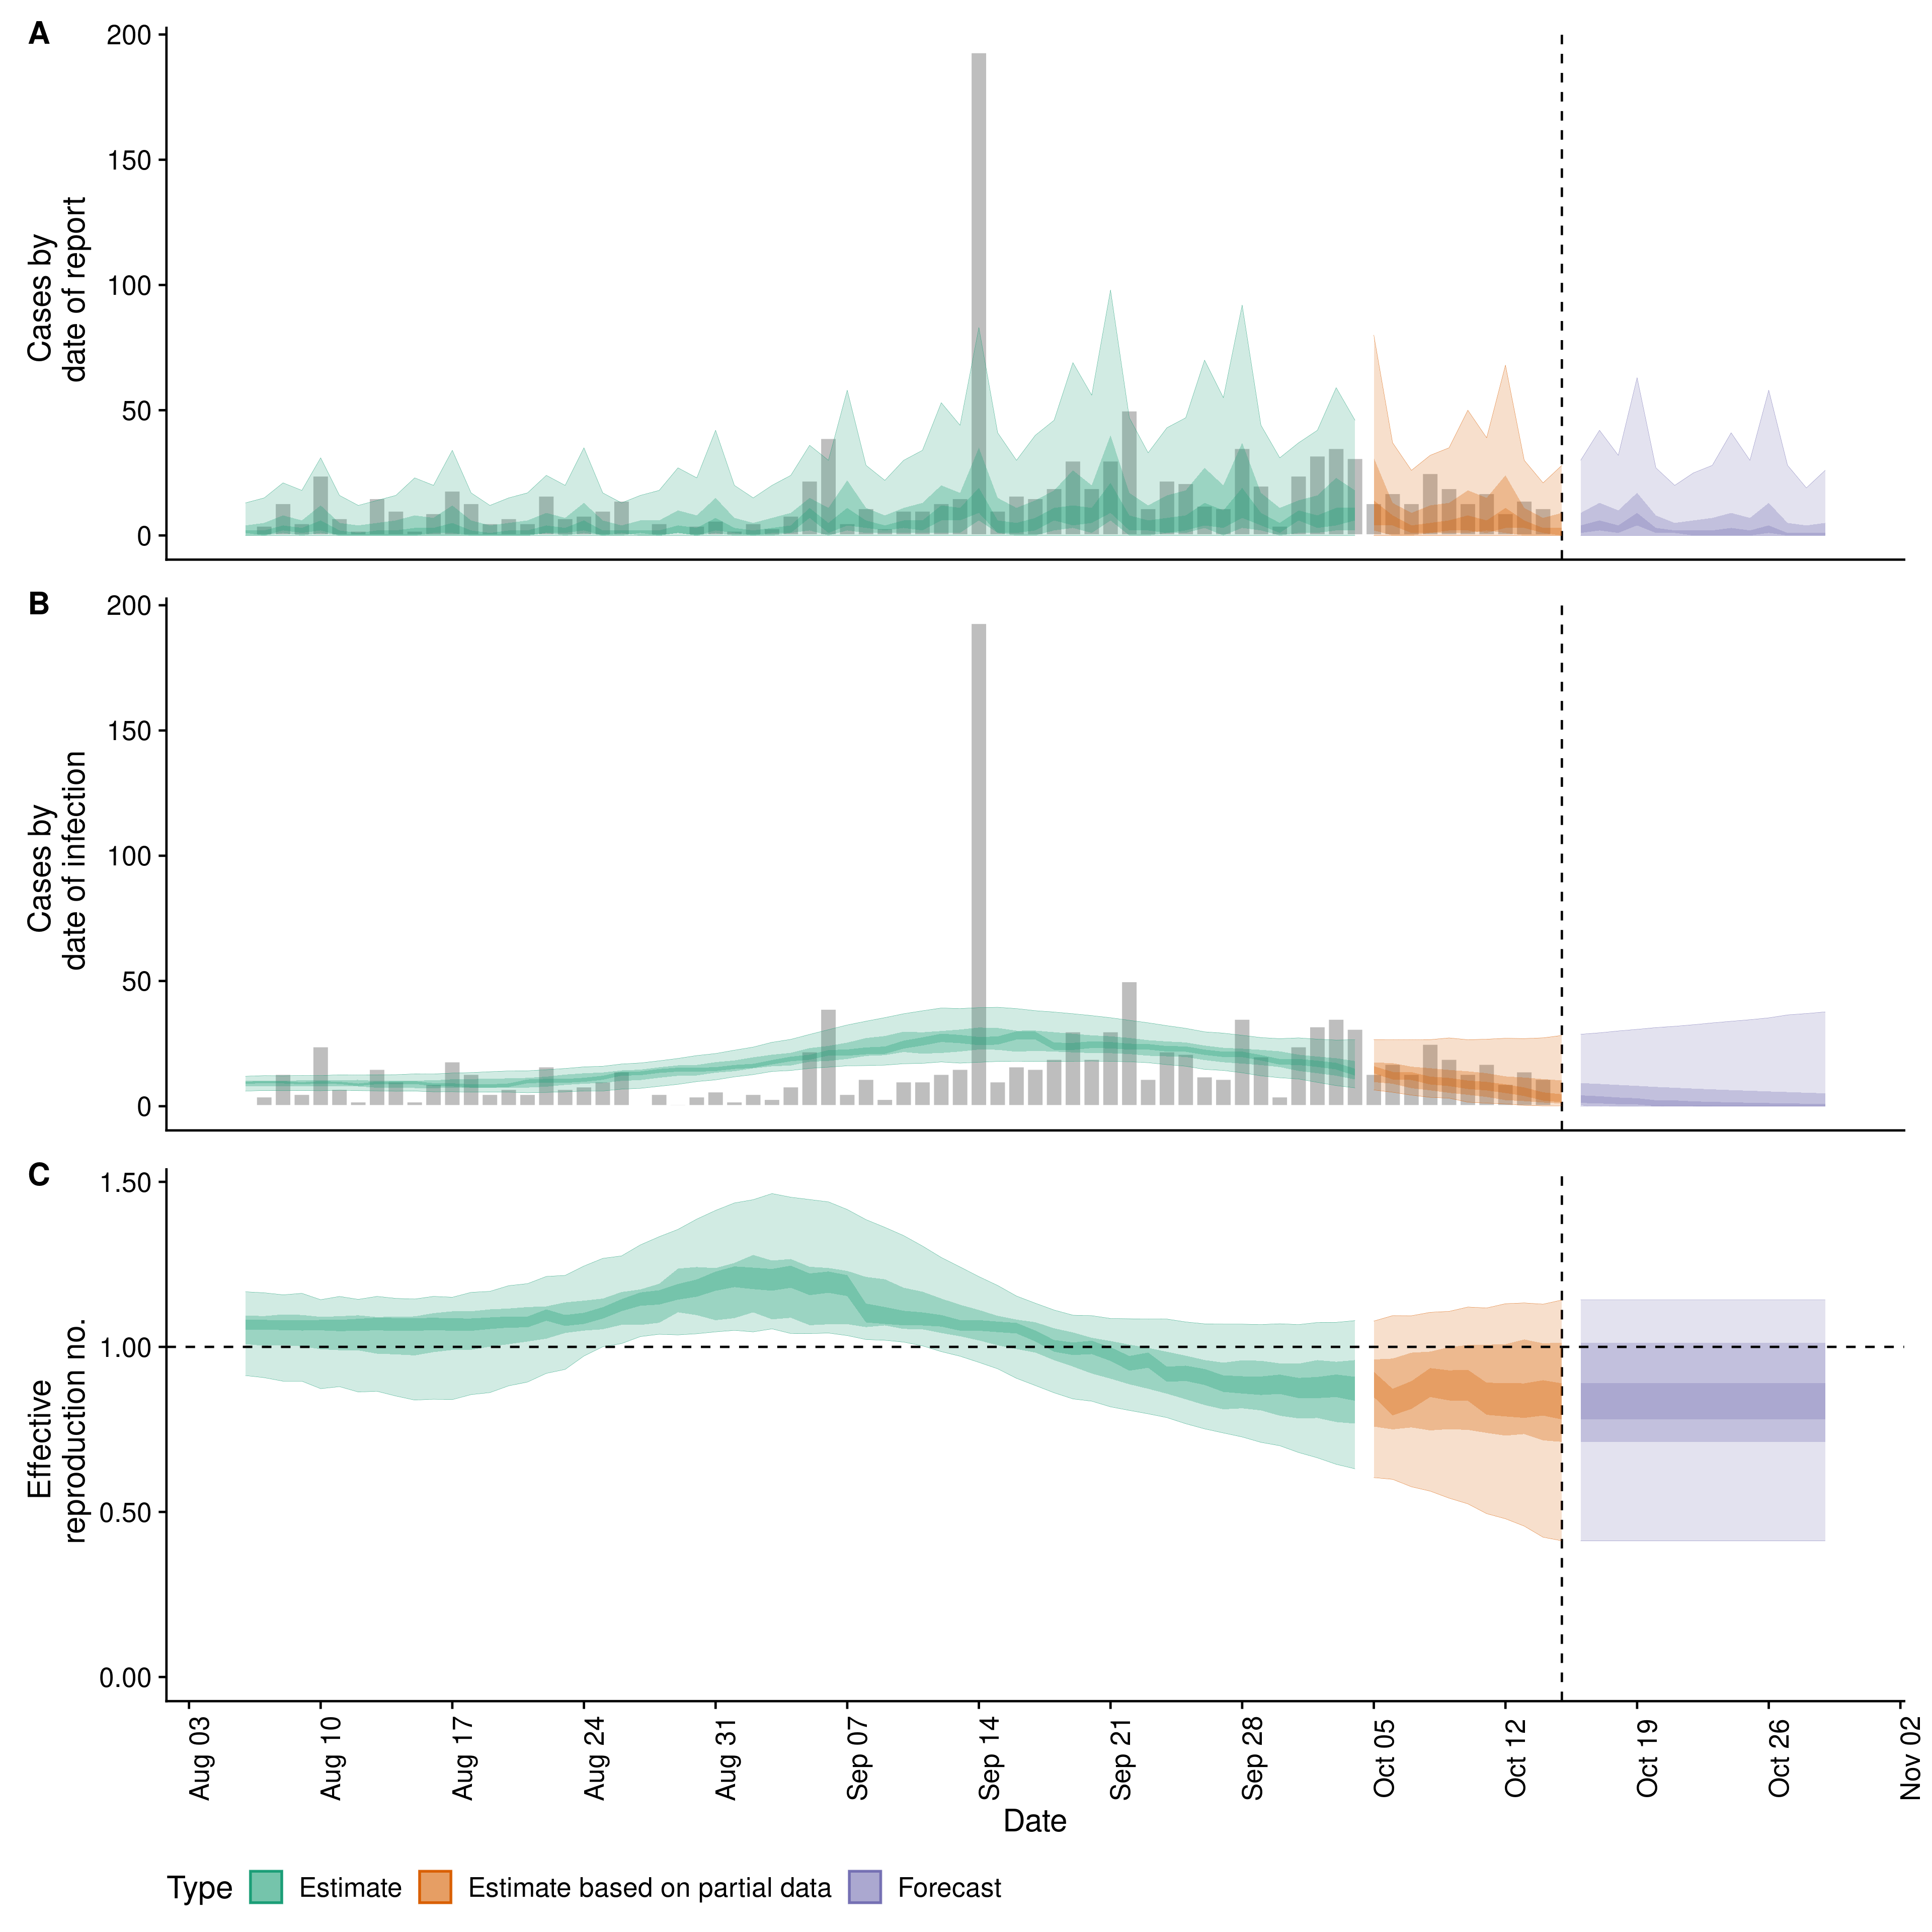 A
Cases by
date of report
200
150
100
50
0
B
Cases by
date of infection
200
150
100
50
0
C
Effective
reproduction no.
1.50
1.00
0.50
0.00
Aug 03
Aug 10
Aug 17
Aug 24
Aug 31
Sep 07
Sep 14
Sep 21
Sep 28
Oct 05
Oct 12
Oct 19
Oct 26
Nov 02
Date
Type Estimate Estimate based on partial data Forecast